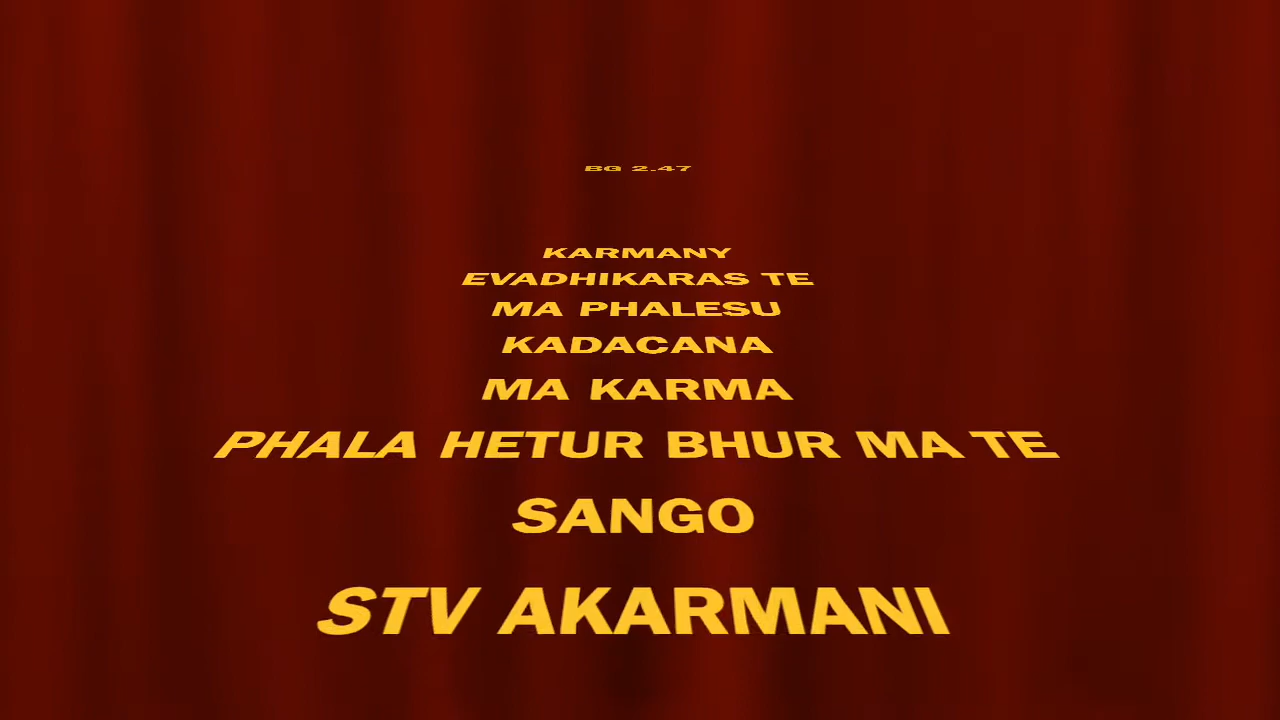 BG 2.47
KARMANY
EVADHIKARAS TE
MA PHALESU
KADACANA
MA KARMA
PHALA HETUR BHUR MA TE
SANGO
STV AKARMANI